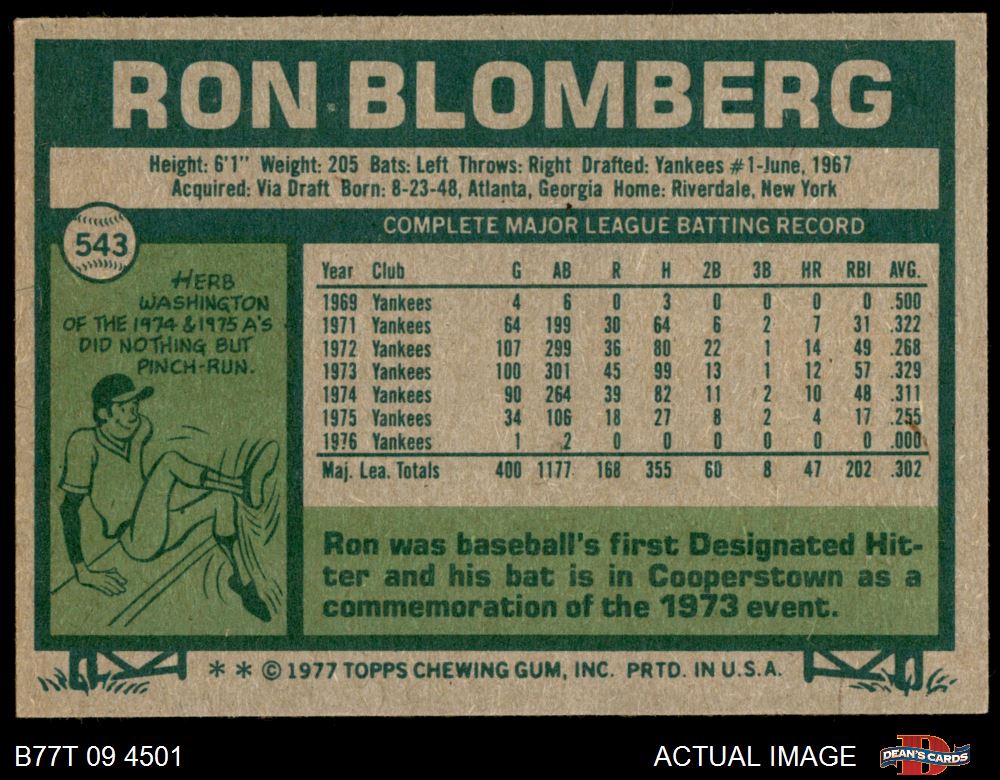 RON BLOMBERG
Height: 6'1" Weight: 205 Bats: Left Throws: Right Drafted: Yankees #1-June, 1967
Acquired: Via Draft Born: 8-23-48, Atlanta, Georgia Home: Riverdale, New York
543
COMPLETE MAJOR LEAGUE BATTING RECORD
HERB
WASHINGTON
OF THE 1974 & 1975 A'S
DID NOTHING BUT
PINCH-RUN.
Year Club G AB R H 2B 3B HR RBI AVG.
1969 Yankees 4 6 0 3 0 0 0 0 .500
1971 Yankees 64 199 30 64 6 2 7 31 .322
1972 Yankees 107 299 36 80 22 1 14 49 .268
1973 Yankees 100 301 45 99 13 1 12 57 .329
1974 Yankees 90 264 39 82 11 2 10 48 .311
1975 Yankees 34 106 18 27 8 2 4 17 .255
1976 Yankees 1 2 0 0 0 0 0 0 .000
Maj. Lea. Totals 400 1177 168 355 60 8 47 202 .302
Ron was baseball's first Designated Hit-
ter and his bat is in Cooperstown as a
commemoration of the 1973 event.
* * © 1977 TOPPS CHEWING GUM, INC. PRTD. IN U.S.A.
B77T 09 4501
ACTUAL IMAGE
D
DEAN'S CARDS